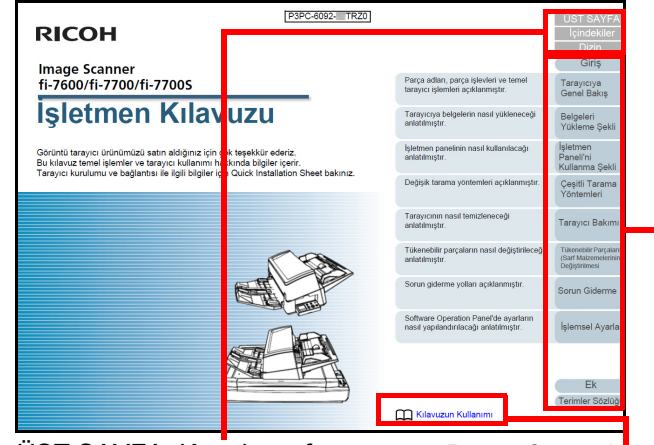 P3PC-6092- TRZ0
ÜST SAYFA
İçindekiler
Dizin
Giriş
RICOH
Image Scanner
fi-7600/fi-7700/fi-7700S
İşletmen Kılavuzu
Görüntü tarayıcı ürünümüzü satın aldığınız için çok teşekkür ederiz.
Bu kılavuz temel işlemler ve tarayıcı kullanımı hakkında bilgiler içerir.
Tarayıcı kurulumu ve bağlantısı ile ilgili bilgiler için Quick Installation Sheet bakınız.
Parça adları, parça işlevleri ve temel
tarayıcı işlemleri açıklanmıştır.
Tarayıcıya
Genel Bakış
Tarayıcıya belgelerin nasıl yükleneceği
anlatılmıştır.
Belgeleri
Yükleme Şekli
İşletmen panelinin nasıl kullanılacağı
anlatılmıştır.
İşletmen
Paneli'ni
Kullanma Şekli
Değişik tarama yöntemleri açıklanmıştır.
Çeşitli Tarama
Yöntemleri
Tarayıcının nasıl temizleneceği
anlatılmıştır.
Tarayıcı Bakımı
Tükenebilir parçaların nasıl değiştirileceği
anlatılmıştır.
Tükenebilir Parçaların
(Sarf Malzemelerinin
Değiştirilmesi
Sorun giderme yolları açıklanmıştır.
Sorun Giderme
Software Operation Panel'de ayarların
nasıl yapılandırılacağı anlatılmıştır.
İşlemsel Ayarla
Ek
Terimler Sözlüğ
Kılavuzun Kullanımı